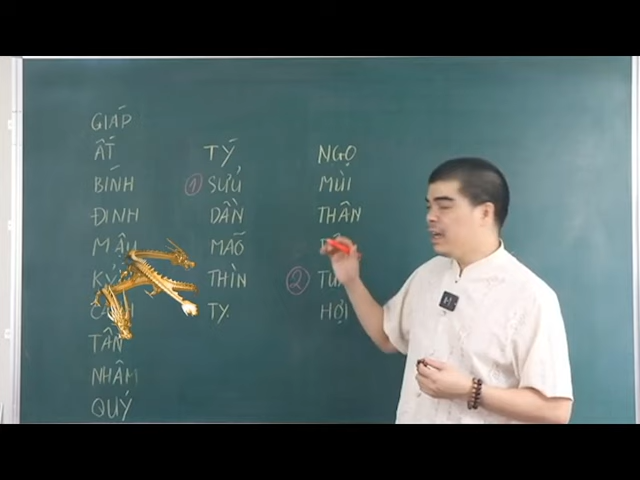 GIÁP
ẤT
BÍNH
ĐINH
MẬU
TÂN
NHÂM
QUÝ
TÝ
1 SỬU
DẦN
MÃO
THÌN
TỴ
NGỌ
MÙI
THÂN
2
HỢI